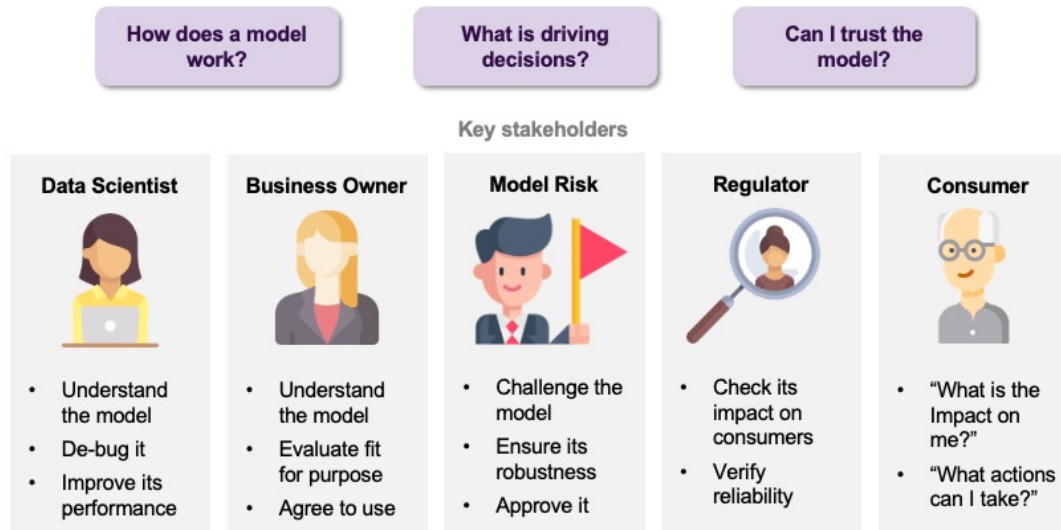 How does a model
work?
What is driving
decisions?
Can I trust the
model?
Key stakeholders
Data Scientist
• Understand
the model
• De-bug it
• Improve its
performance
Business Owner
• Understand
the model
• Evaluate fit
for purpose
• Agree to use
Model Risk
• Challenge the
model
• Ensure its
robustness
• Approve it
Regulator
• Check its
impact on
consumers
• Verify
reliability
Consumer
• “What is the
Impact on
me?”
• “What actions
can I take?”